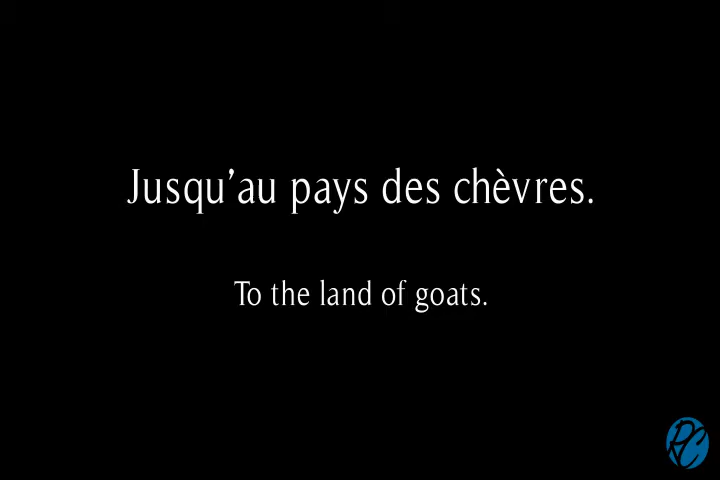 Jusqu'au pays des chèvres.
To the land of goats.